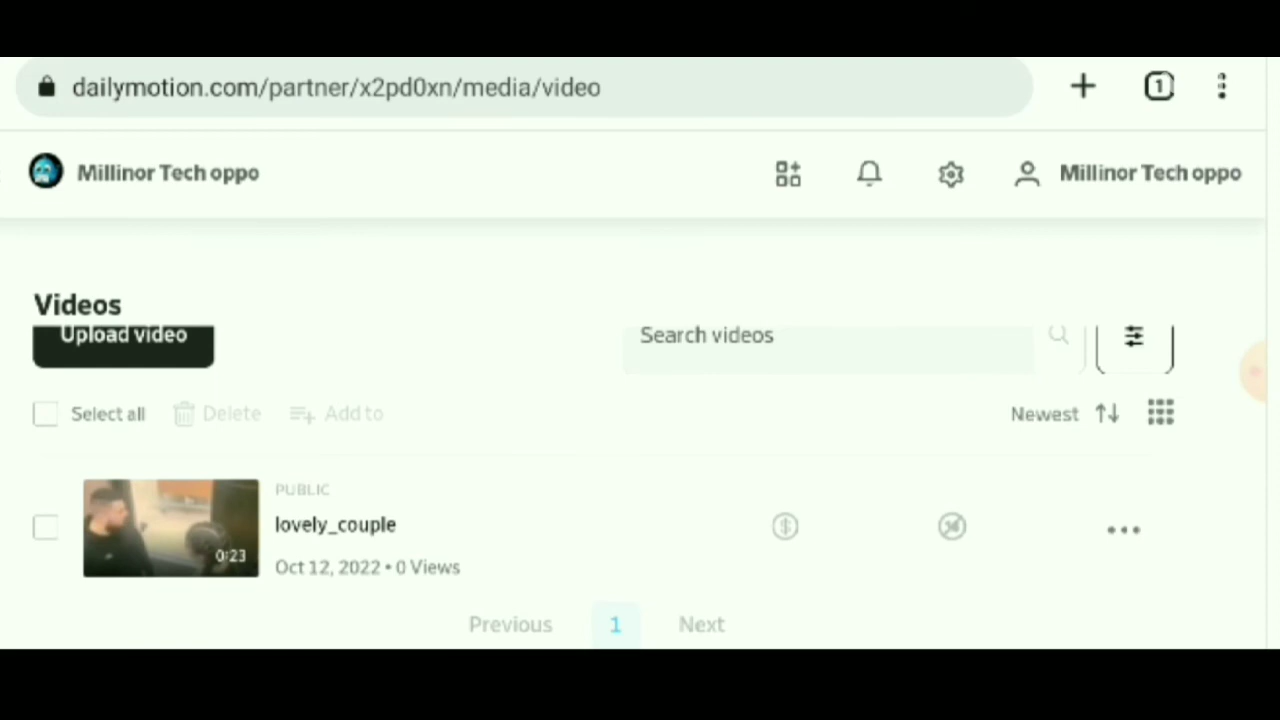 dailymotion.com/partner/x2pd0xn/media/video
1
Millinor Tech oppo
Millinor Tech oppo
Videos
Upload video
Search videos
Select all
Delete
Add to
Newest
PUBLIC
lovely_couple
0:23
Oct 12, 2022 • 0 Views
Previous
1
Next